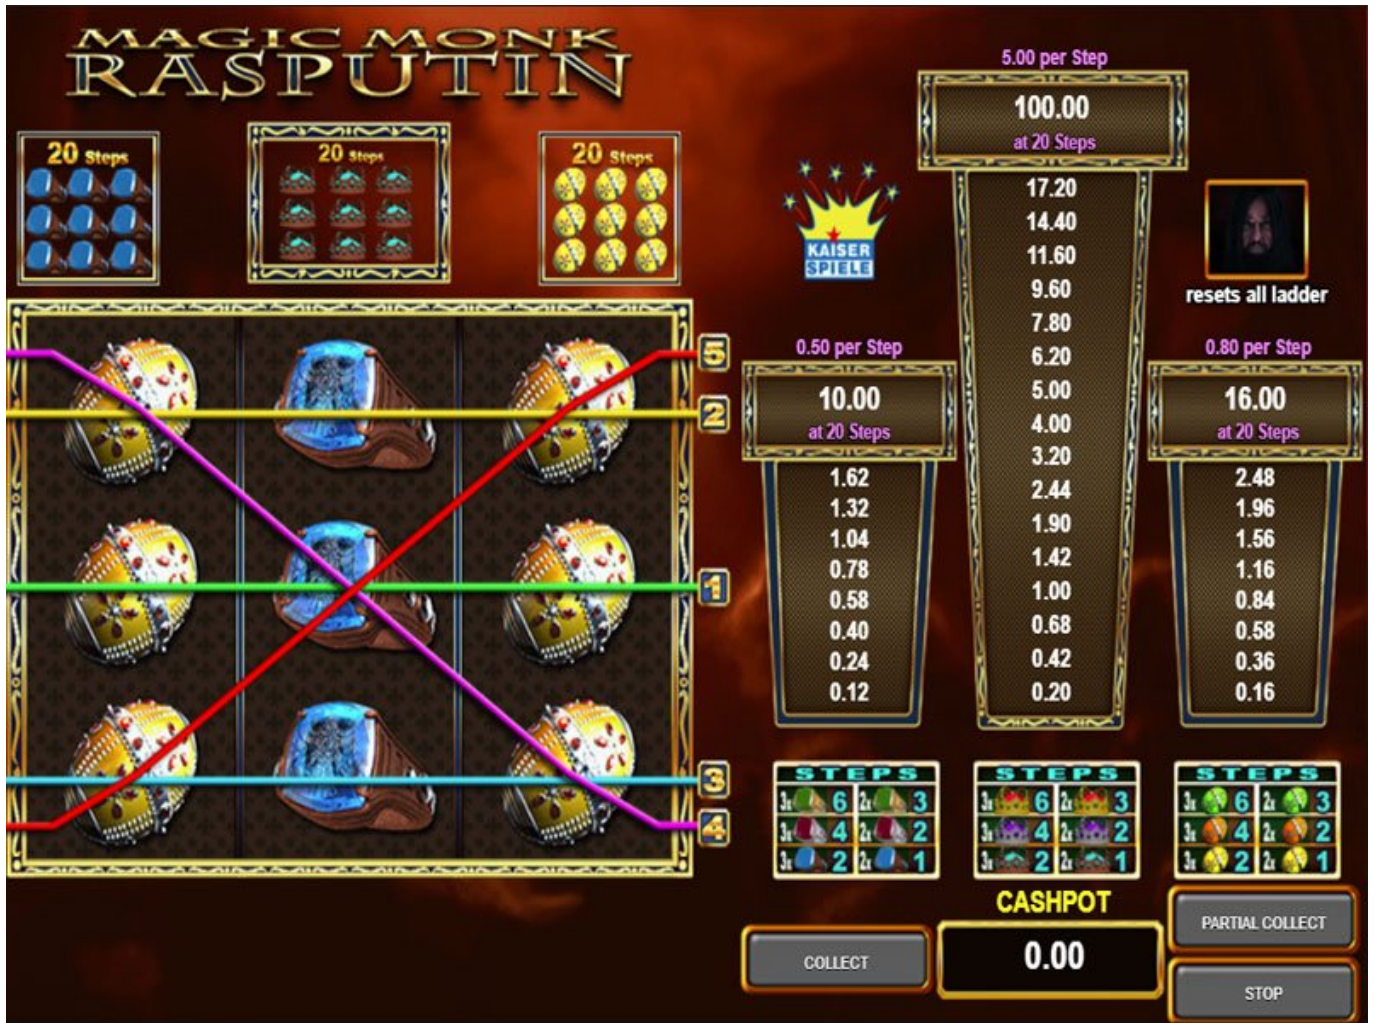 MAGIC MONK
RASPUTIN
20 Steps
20 Steps
20 Steps
KAISER
SPIELE
5.00 per Step
100.00
at 20 Steps
17.20
14.40
11.60
9.60
7.80
6.20
5.00
4.00
3.20
2.44
1.90
1.42
1.00
0.68
0.42
0.20
resets all ladder
0.50 per Step
10.00
at 20 Steps
1.62
1.32
1.04
0.78
0.58
0.40
0.24
0.12
0.80 per Step
16.00
at 20 Steps
2.48
1.96
1.56
1.16
0.84
0.58
0.36
0.16
5
2
1
3
4
STEPS
3x 6 2x 3
3x 4 2x 2
3x 2 2x 1
STEPS
3x 6 2x 3
3x 4 2x 2
3x 2 2x 1
STEPS
3x 6 2x 3
3x 4 2x 2
3x 2 2x 1
CASHPOT
0.00
COLLECT
PARTIAL COLLECT
STOP